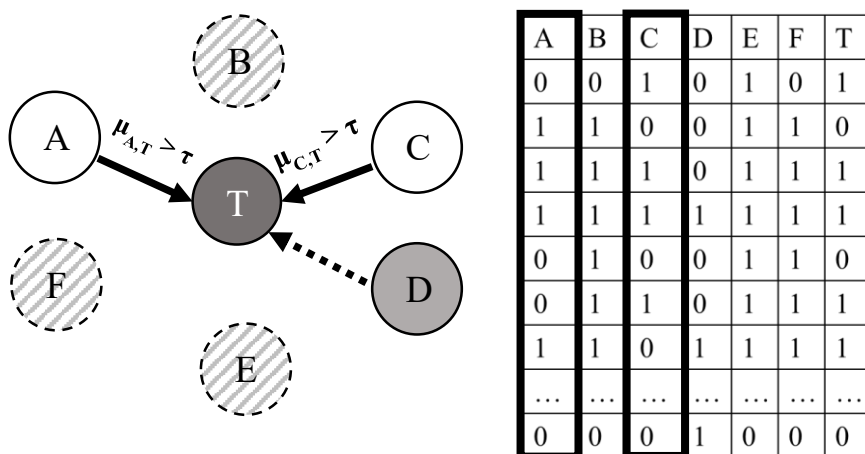 B
A
μA,T > τ
μC,T > τ
C
T
F
D
E
A B C D E F T
0 0 1 0 1 0 1
1 1 0 0 1 1 0
1 1 1 0 1 1 1
1 1 1 1 1 1 1
0 1 0 0 1 1 0
0 1 1 0 1 1 1
1 1 0 1 1 1 1
... ... ... ... ... ... ...
0 0 0 1 0 0 0